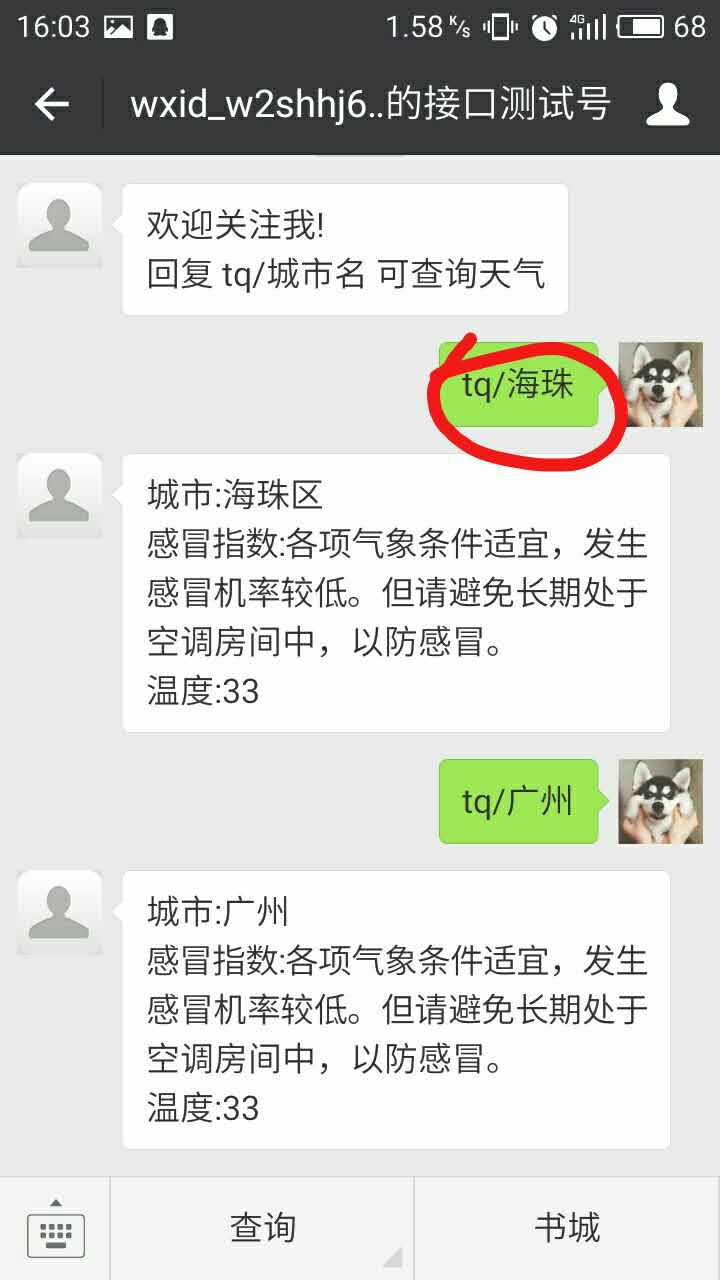 16:03
1.58 K/s 4G 68
wxid_w2shhj6..的接口测试号
欢迎关注我!
回复 tq/城市名 可查询天气
tq/海珠
城市:海珠区
感冒指数:各项气象条件适宜，发生
感冒机率较低。但请避免长期处于
空调房间中，以防感冒。
温度:33
tq/广州
城市:广州
感冒指数:各项气象条件适宜，发生
感冒机率较低。但请避免长期处于
空调房间中，以防感冒。
温度:33
查询
书城